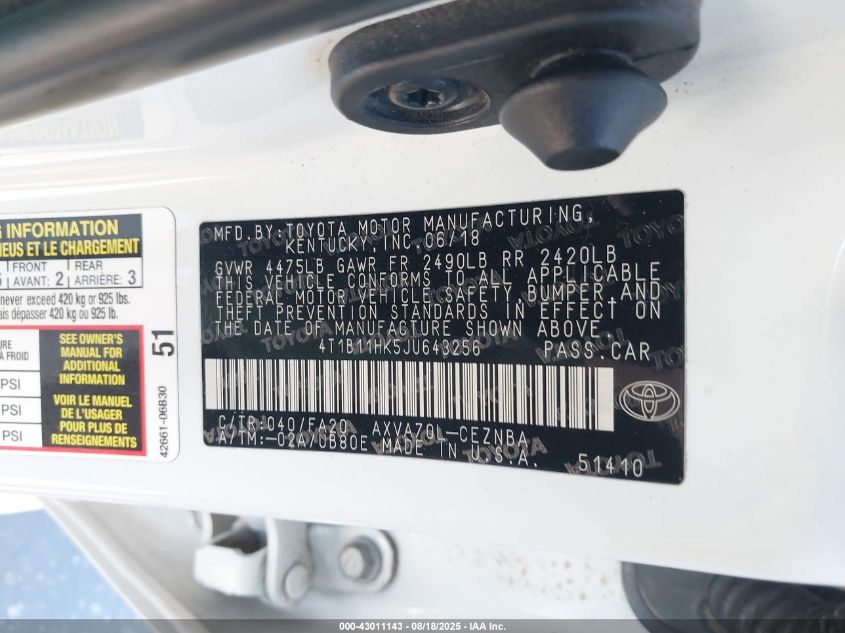 MFD.BY:TOYOTA MOTOR MANUFACTURING,
KENTUCKY,INC.06/18
GVWR 4475LB GAWR FR 2490LB RR 2420LB
THIS VEHICLE CONFORMS TO ALL APPLICABLE
FEDERAL MOTOR VEHICLE SAFETY,BUMPER,AND
THEFT PREVENTION STANDARDS IN EFFECT ON
THE DATE OF MANUFACTURE SHOWN ABOVE.
4T1B11HK5JU643256 PASS.CAR
C/TR:040/FA20 AXVA70L-CEZNBA
A/TM:-02A/UB80E MADE IN U.S.A. 51410
INFORMATION
ET LE CHARGEMENT
FRONT REAR
AVANT: 2 ARRIÈRE: 3
never exceed 420 kg or 925 lbs.
dépasser 420 kg ou 925 lb.
SEE OWNER'S
MANUAL FOR
ADDITIONAL
INFORMATION
VOIR LE MANUEL
DE L'USAGER
POUR PLUS DE
RENSEIGNEMENTS
À FROID
PSI
PSI
PSI
51
42661-06B30
000-43011143 - 08/18/2025 - IAA Inc.